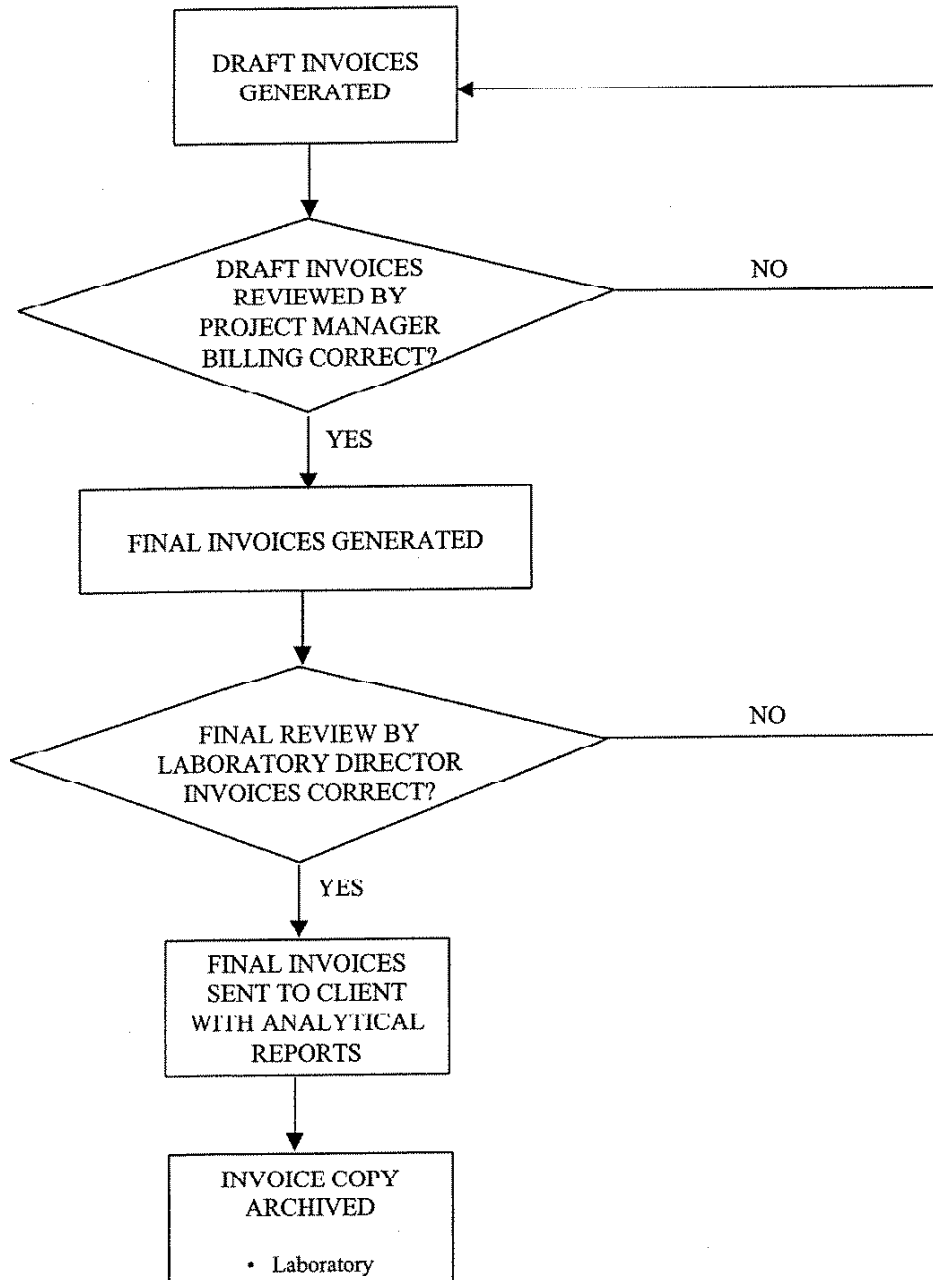 DRAFT INVOICES
GENERATED
DRAFT INVOICES
REVIEWED BY
PROJECT MANAGER
BILLING CORRECT?
NO
YES
FINAL INVOICES GENERATED
FINAL REVIEW BY
LABORATORY DIRECTOR
INVOICES CORRECT?
NO
YES
FINAL INVOICES
SENT TO CLIENT
WITH ANALYTICAL
REPORTS
INVOICE COPY
ARCHIVED
• Laboratory